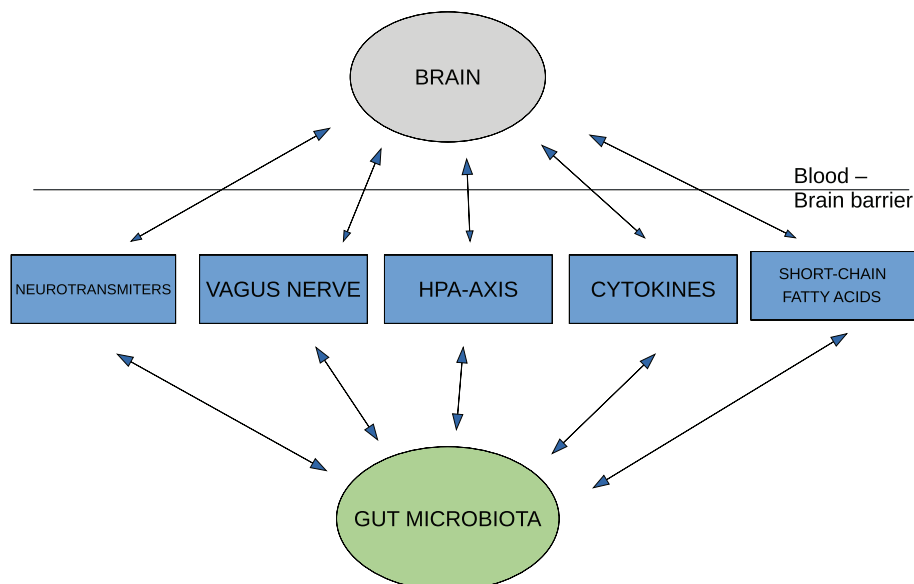 BRAIN
Blood –
Brain barrier
NEUROTRANSMITERS
VAGUS NERVE
HPA-AXIS
CYTOKINES
SHORT-CHAIN
FATTY ACIDS
GUT MICROBIOTA